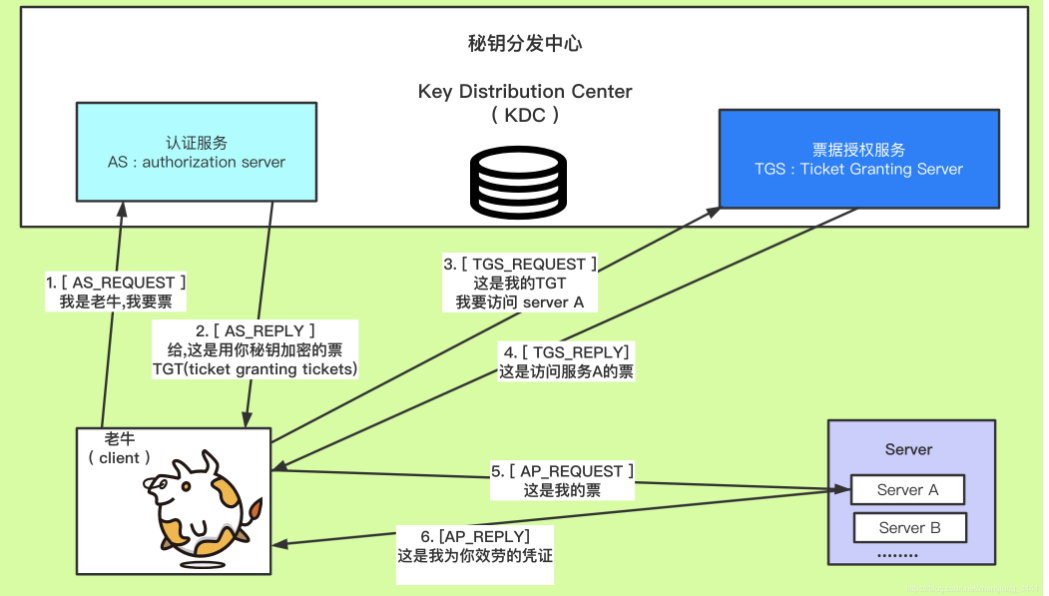 秘钥分发中心
Key Distribution Center
( KDC )
认证服务
AS : authorization server
票据授权服务
TGS : Ticket Granting Server
1. [ AS_REQUEST ]
我是老牛,我要票
2. [ AS_REPLY ]
给,这是用你秘钥加密的票
TGT(ticket granting tickets)
3. [ TGS_REQUEST ]
这是我的TGT
我要访问 server A
4. [ TGS_REPLY]
这是访问服务A的票
老牛
( client )
5. [ AP_REQUEST ]
这是我的票
6. [AP_REPLY]
这是我为你效劳的凭证
Server
Server A
Server B
........